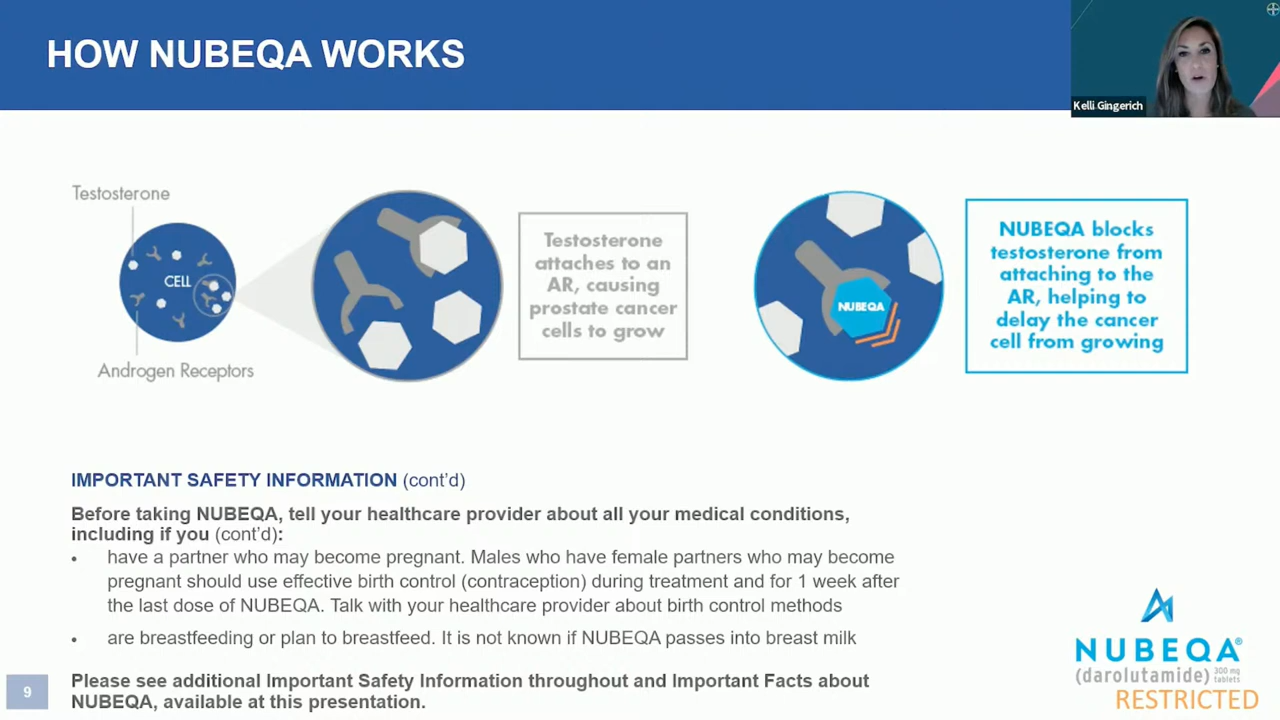 HOW NUBEQA WORKS
Kelli Gingerich
Testosterone
CELL
Androgen Receptors
Testosterone
attaches to an
AR, causing
prostate cancer
cells to grow
NUBEQA
NUBEQA blocks
testosterone from
attaching to the
AR, helping to
delay the cancer
cell from growing
IMPORTANT SAFETY INFORMATION (cont’d)
Before taking NUBEQA, tell your healthcare provider about all your medical conditions,
including if you (cont’d):
• have a partner who may become pregnant. Males who have female partners who may become
pregnant should use effective birth control (contraception) during treatment and for 1 week after
the last dose of NUBEQA. Talk with your healthcare provider about birth control methods
• are breastfeeding or plan to breastfeed. It is not known if NUBEQA passes into breast milk
Please see additional Important Safety Information throughout and Important Facts about
NUBEQA, available at this presentation.
9
NUBEQA®
(darolutamide) 300 mg
tablets
RESTRICTED